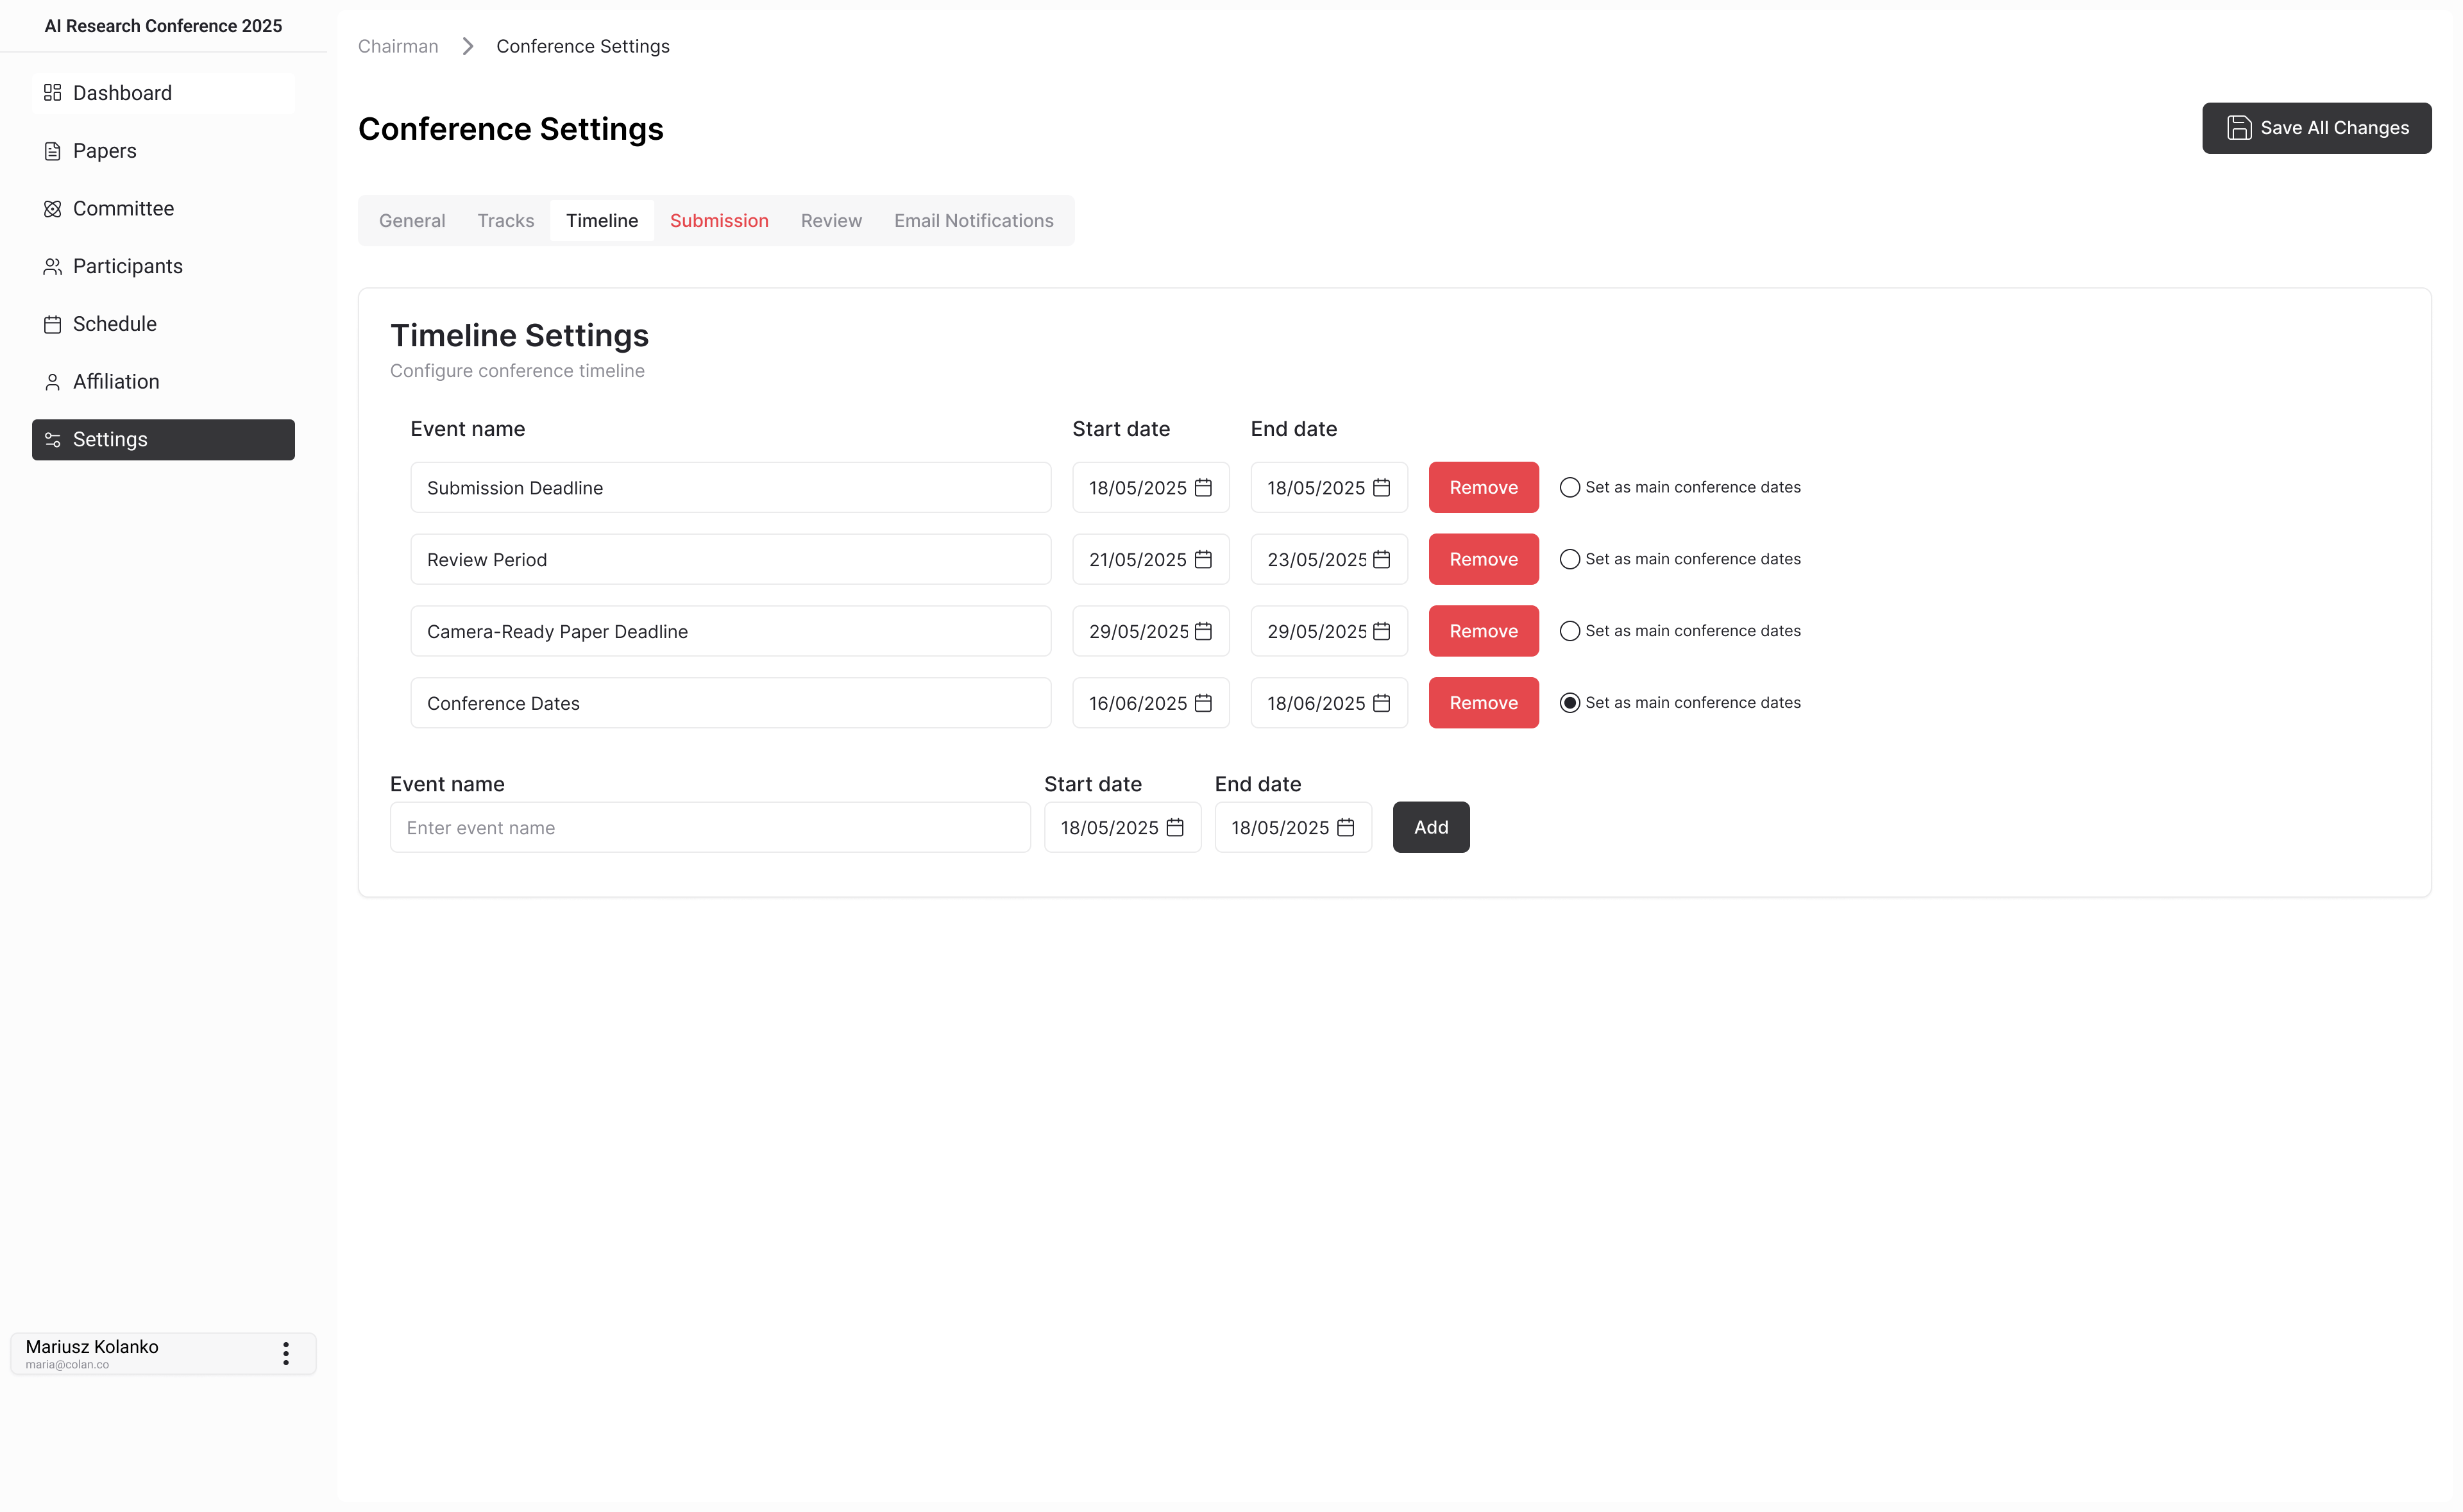 AI Research Conference 2025
Dashboard
Papers
Committee
Participants
Schedule
Affiliation
Settings
Mariusz Kolanko
maria@colan.co
Chairman Conference Settings
Conference Settings
Save All Changes
General Tracks Timeline Submission Review Email Notifications
Timeline Settings
Configure conference timeline
Event name Start date End date
Submission Deadline 18/05/2025 18/05/2025 Remove Set as main conference dates
Review Period 21/05/2025 23/05/2025 Remove Set as main conference dates
Camera-Ready Paper Deadline 29/05/2025 29/05/2025 Remove Set as main conference dates
Conference Dates 16/06/2025 18/06/2025 Remove Set as main conference dates
Event name Start date End date
Enter event name 18/05/2025 18/05/2025 Add